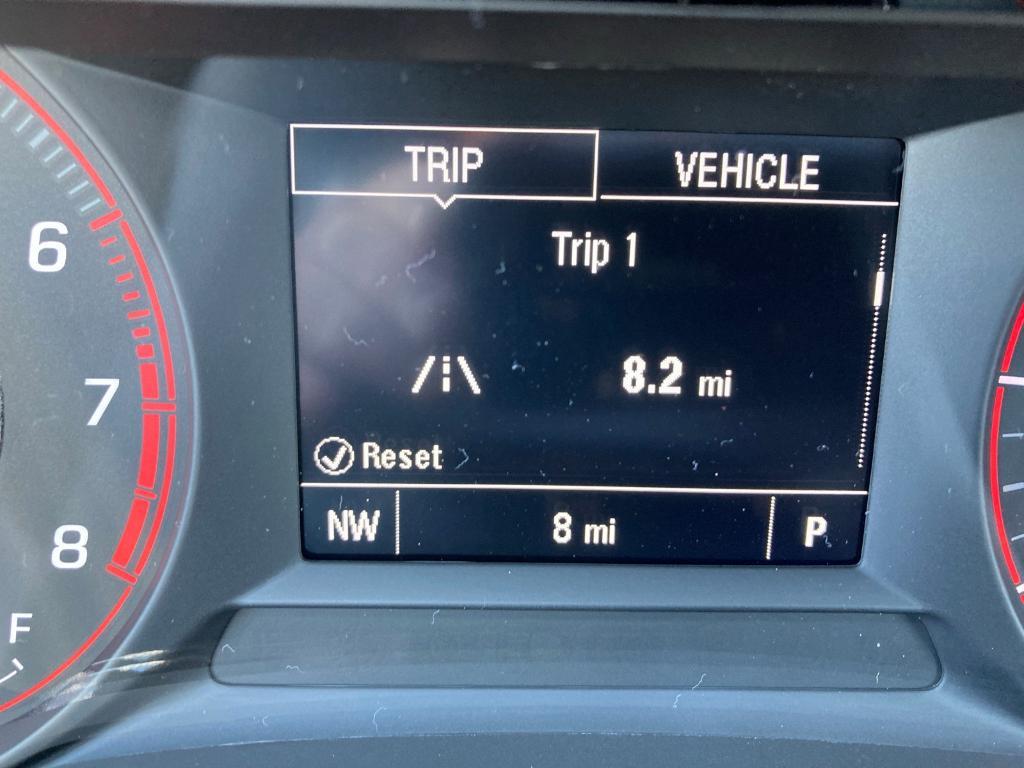 TRIP VEHICLE
Trip 1
8.2 mi
Reset
NW 8 mi P
6
7
8
F